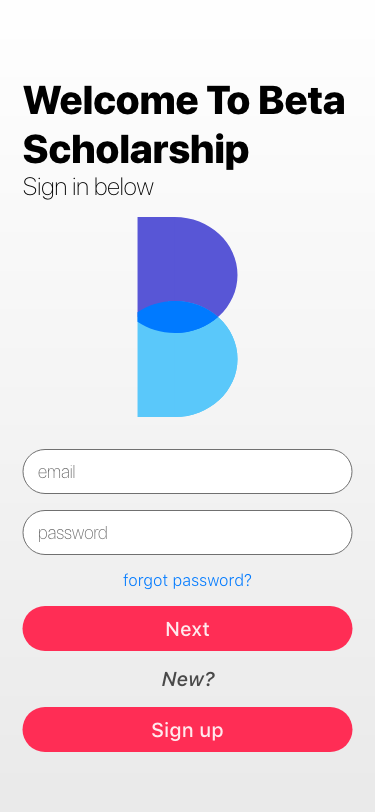 Welcome To Beta
Scholarship
Sign in below
email
password
forgot password?
Next
New?
Sign up